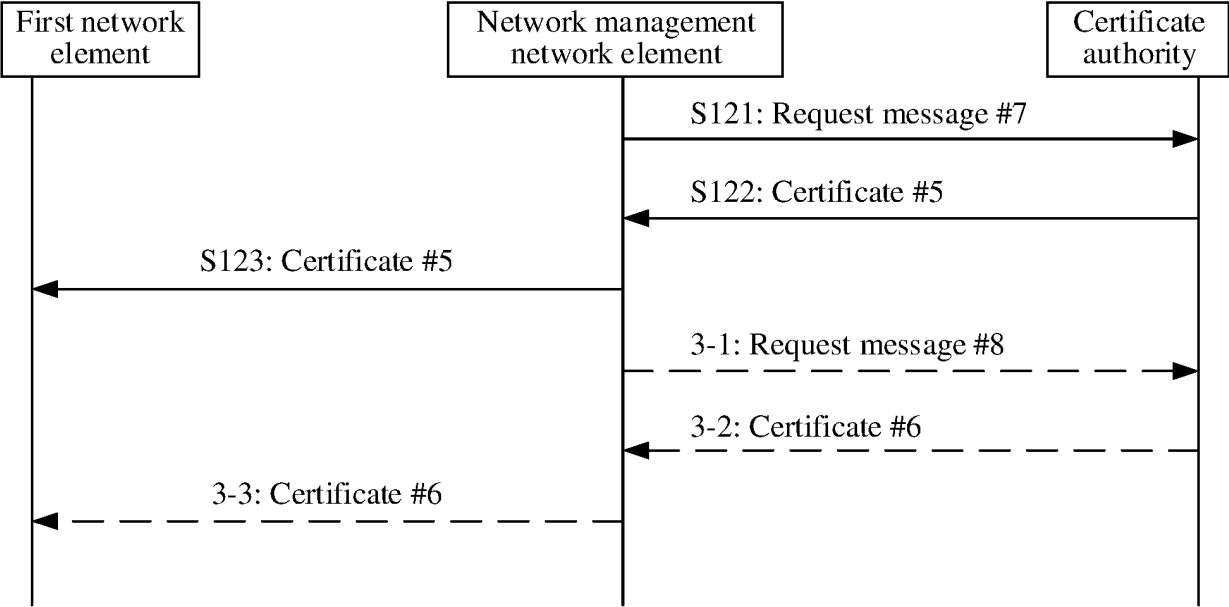 First network
element
Network management
network element
Certificate
authority
S121: Request message #7
S122: Certificate #5
S123: Certificate #5
3-1: Request message #8
3-2: Certificate #6
3-3: Certificate #6